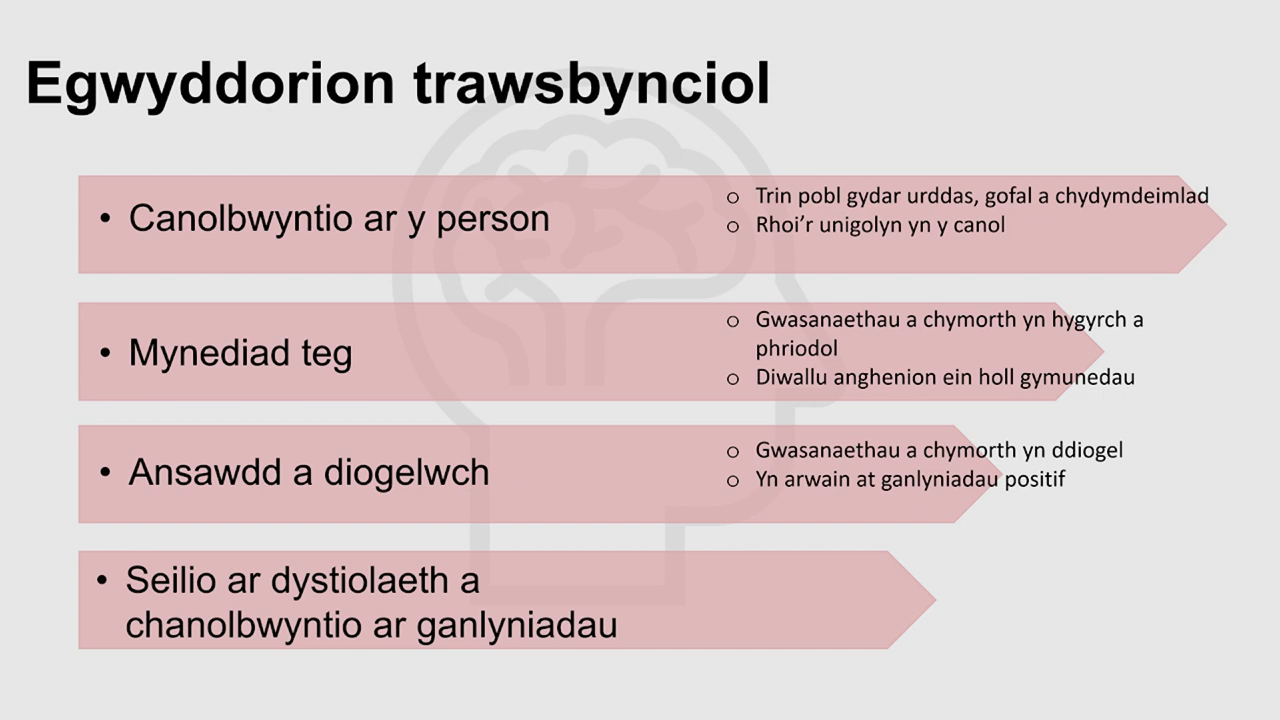 Egwyddorion trawsbynciol
• Canolbwyntio ar y person
o Trin pobl gydar urddas, gofal a chydymdeimlad
o Rhoi’r unigolyn yn y canol
• Mynediad teg
o Gwasanaethau a chymorth yn hygyrch a
phriodol
o Diwallu anghenion ein holl gymunedau
• Ansawdd a diogelwch
o Gwasanaethau a chymorth yn ddiogel
o Yn arwain at ganlyniadau positif
• Seilio ar dystiolaeth a
chanolbwyntio ar ganlyniadau